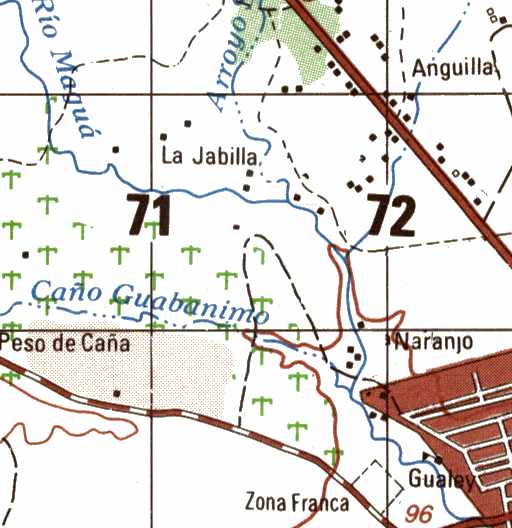 Río Maguá
Arroyo
Anguilla
La Jabilla
71
72
Caño Guabanimo
Peso de Caña
Naranjo
Gualey
Zona Franca
96